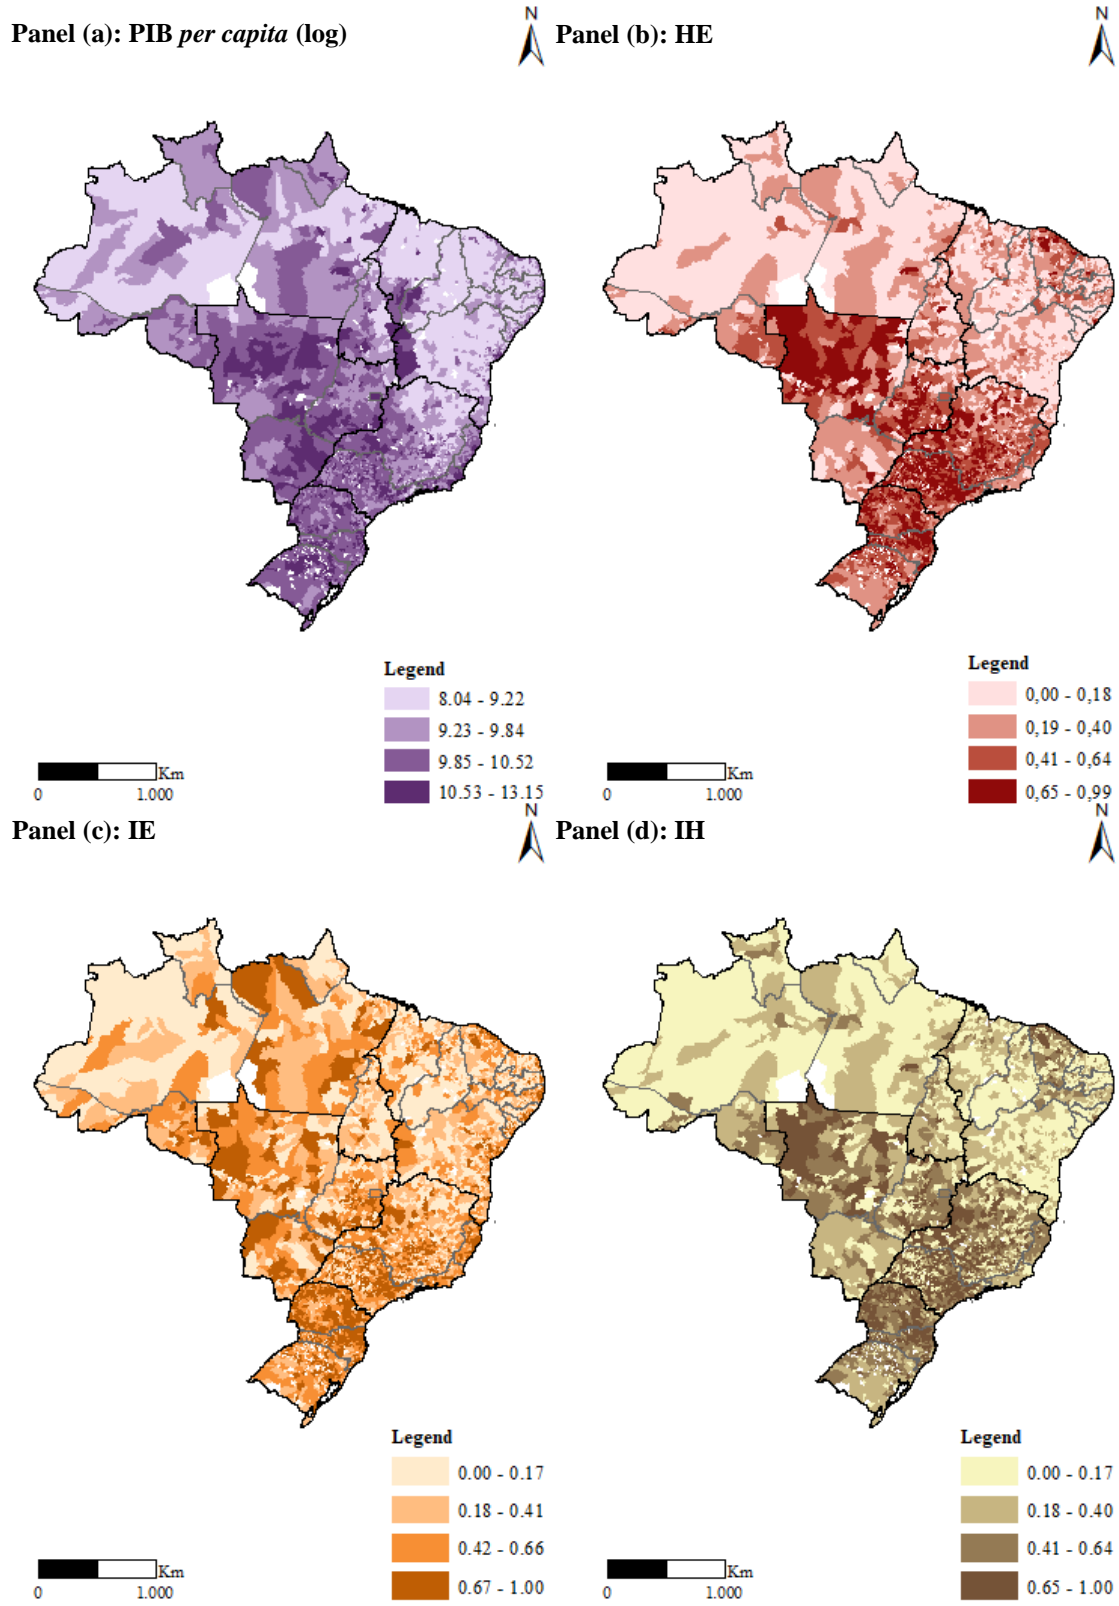 N
N
Panel (a): PIB per capita (log)
Panel (b): HE
Legend
8.04 - 9.22
9.23 - 9.84
9.85 - 10.52
10.53 - 13.15
Km
0
1.000
Legend
0,00 - 0,18
0,19 - 0,40
0,41 - 0,64
0,65 - 0,99
Km
0
1.000
N
N
Panel (c): IE
Panel (d): IH
Legend
0.00 - 0.17
0.18 - 0.41
0.42 - 0.66
0.67 - 1.00
Km
0
1.000
Legend
0.00 - 0.17
0.18 - 0.40
0.41 - 0.64
0.65 - 1.00
Km
0
1.000